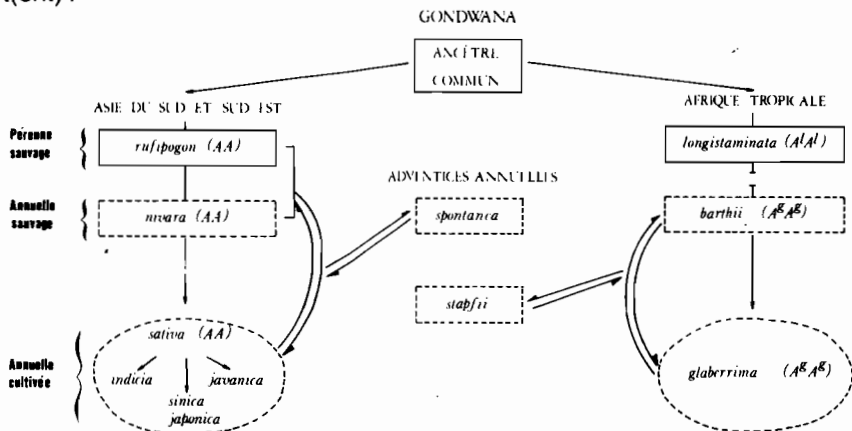 GONDWANA
ANCÊTRE
COMMUN
ASIE DU SUD ET SUD EST
AFRIQUE TROPICALE
Pérenne
sauvage
rufipogon (AA)
longistaminata (AlAl)
ADVENTICES ANNUELLES
Annuelle
sauvage
nivara (AA)
spontanea
barthii (AgAg)
stapfii
sativa (AA)
Annuelle
cultivée
indicia
javanica
sinica
japonica
glaberrima (AgAg)